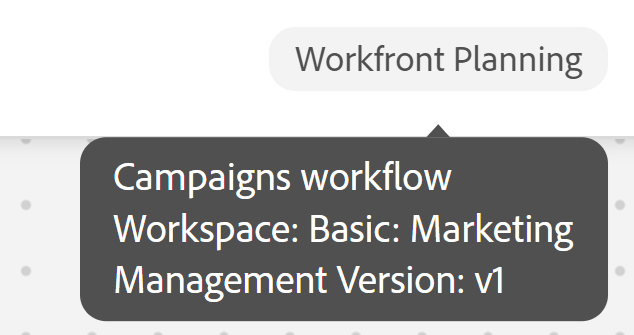 Workfront Planning
Campaigns workflow
Workspace: Basic: Marketing
Management Version: v1